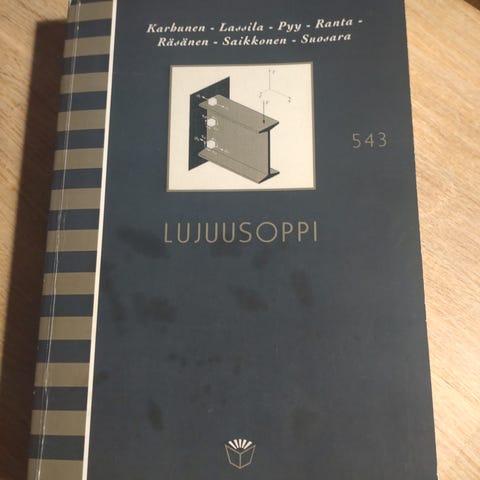 Karhunen - Lassila - Pyy - Ranta -
Räsänen - Saikkonen - Suosara
543
LUJUUSOPPI